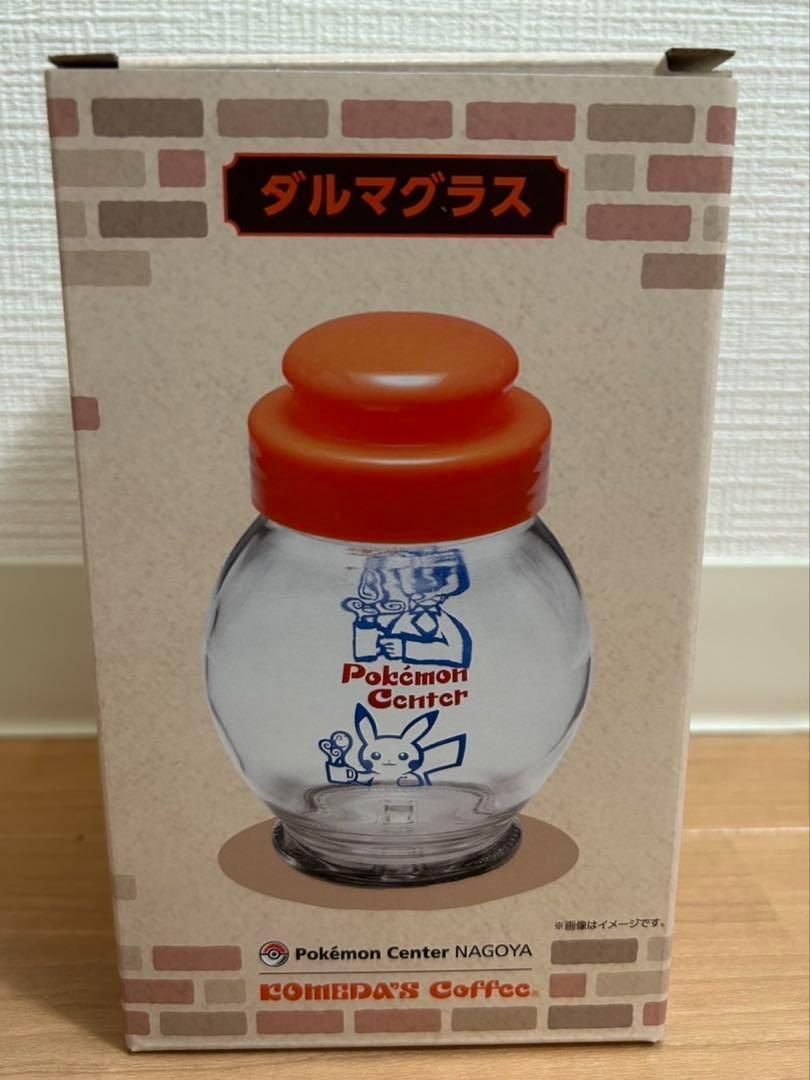 ダルマグラス
Pokémon
Center
※画像はイメージです。
Pokémon Center NAGOYA
KOMEDA'S Coffee®